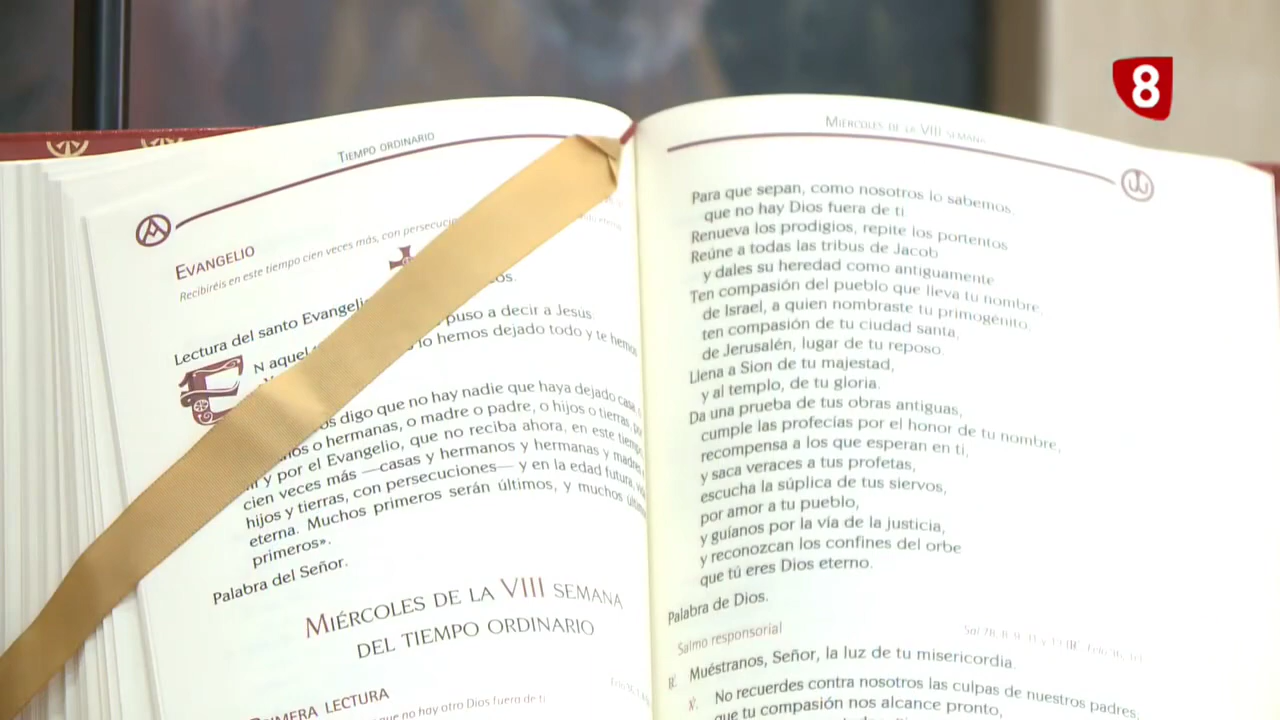 8
TIEMPO ORDINARIO
EVANGELIO
Recibiréis en este tiempo cien veces más, con
Lectura del santo
N aquel
puso a decir a Jesús:
lo hemos dejado todo y te hemos
digo que no hay nadie que haya dejado casa, o
o hermanas, o madre o padre, o hijos o tierras, por
y por el Evangelio, que no reciba ahora, en este
cien veces más —casas y hermanos y hermanas y
hijos y tierras, con persecuciones— y en la edad futura,
eterna. Muchos primeros serán últimos, y muchos
primeros».
Palabra del Señor.
MIÉRCOLES DE LA VIII SEMANA
DEL TIEMPO ORDINARIO
PRIMERA LECTURA
que no hay otro Dios fuera de ti
MIÉRCOLES DE LA VIII SEMANA
Para que sepan, como nosotros lo sabemos,
que no hay Dios fuera de ti.
Renueva los prodigios, repite los portentos
Reúne a todas las tribus de Jacob
y dales su heredad como antiguamente
Ten compasión del pueblo que lleva tu nombre,
de Israel, a quien nombraste tu primogénito;
ten compasión de tu ciudad santa,
de Jerusalén, lugar de tu reposo.
Llena a Sion de tu majestad,
y al templo, de tu gloria.
Da una prueba de tus obras antiguas,
cumple las profecías por el honor de tu nombre,
recompensa a los que esperan en ti,
y saca veraces a tus profetas,
escucha la súplica de tus siervos,
por amor a tu pueblo,
y guíanos por la vía de la justicia,
y reconozcan los confines del orbe
que tú eres Dios eterno.
Palabra de Dios.
Salmo responsorial
℟. Muéstranos, Señor, la luz de tu misericordia.
℣. No recuerdes contra nosotros las culpas de nuestros padres,
que tu compasión nos alcance pronto,